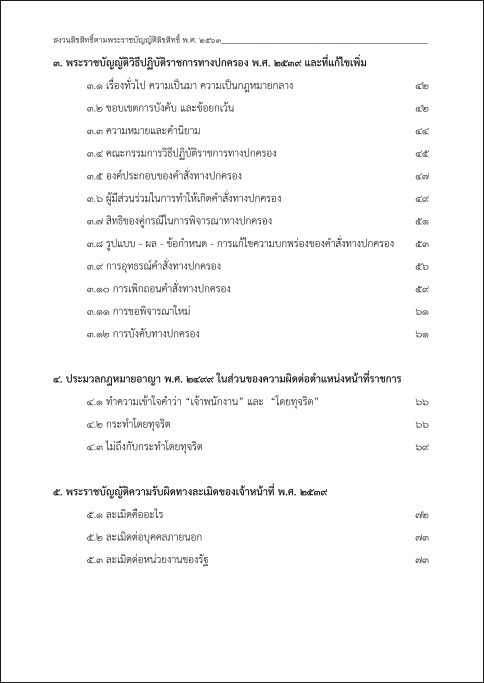 สงวนลิขสิทธิ์ตามพระราชบัญญัติลิขสิทธิ์ พ.ศ. ๒๕๖๓
๓. พระราชบัญญัติวิธีปฏิบัติราชการทางปกครอง พ.ศ. ๒๕๓๙ และที่แก้ไขเพิ่ม
๓.๑ เรื่องทั่วไป ความเป็นมา ความเป็นกฎหมายกลาง ๔๒
๓.๒ ขอบเขตการบังคับ และข้อยกเว้น ๔๒
๓.๓ ความหมายและคำนิยาม ๔๔
๓.๔ คณะกรรมการวิธีปฏิบัติราชการทางปกครอง ๔๕
๓.๕ องค์ประกอบของคำสั่งทางปกครอง ๔๗
๓.๖ ผู้มีส่วนร่วมในการทำให้เกิดคำสั่งทางปกครอง ๔๙
๓.๗ สิทธิของคู่กรณีในการพิจารณาทางปกครอง ๕๑
๓.๘ รูปแบบ - ผล - ข้อกำหนด - การแก้ไขความบกพร่องของคำสั่งทางปกครอง ๕๓
๓.๙ การอุทธรณ์คำสั่งทางปกครอง ๕๖
๓.๑๐ การเพิกถอนคำสั่งทางปกครอง ๕๙
๓.๑๑ การขอพิจารณาใหม่ ๖๑
๓.๑๒ การบังคับทางปกครอง ๖๑
๔. ประมวลกฎหมายอาญา พ.ศ. ๒๔๙๙ ในส่วนของความผิดต่อตำแหน่งหน้าที่ราชการ
๔.๑ ทำความเข้าใจคำว่า “เจ้าพนักงาน” และ “โดยทุจริต” ๖๖
๔.๒ กระทำโดยทุจริต ๖๖
๔.๓ ไม่ถึงกับกระทำโดยทุจริต ๖๙
๕. พระราชบัญญัติความรับผิดทางละเมิดของเจ้าหน้าที่ พ.ศ. ๒๕๓๙
๕.๑ ละเมิดคืออะไร ๗๒
๕.๒ ละเมิดต่อบุคคลภายนอก ๗๓
๕.๓ ละเมิดต่อหน่วยงานของรัฐ ๗๓